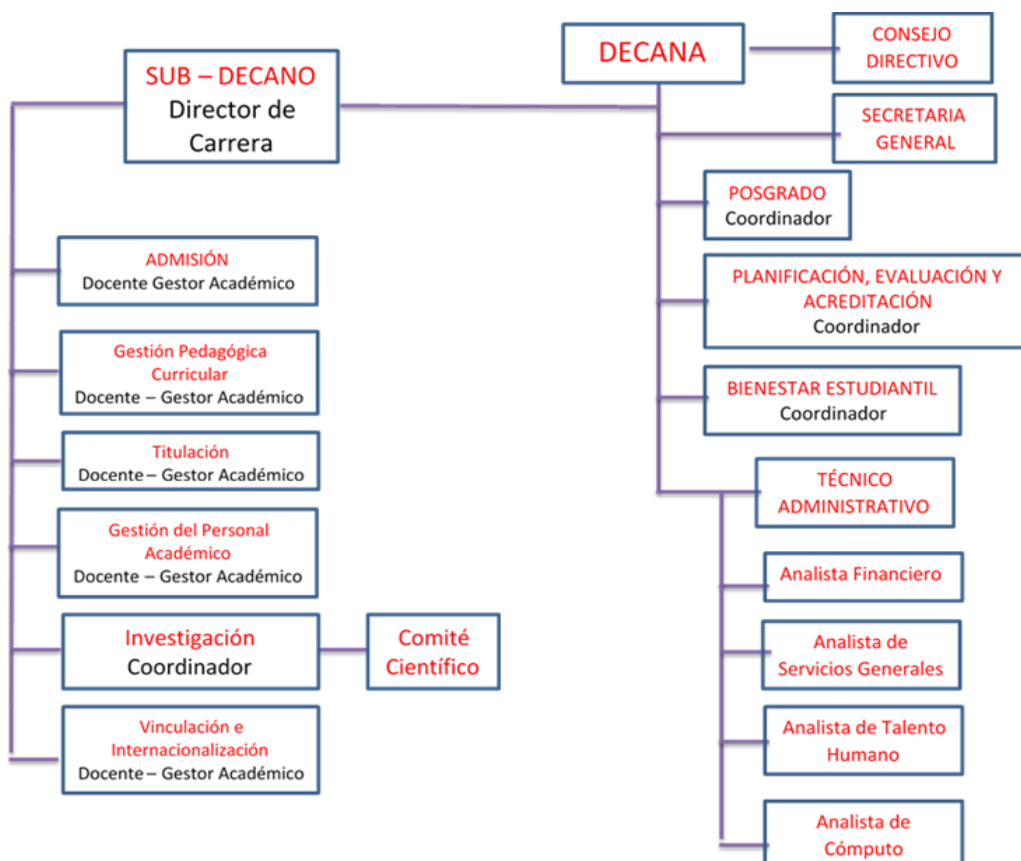 SUB – DECANO
Director de
Carrera
DECANA
CONSEJO
DIRECTIVO
SECRETARIA
GENERAL
POSGRADO
Coordinador
PLANIFICACIÓN, EVALUACIÓN Y
ACREDITACIÓN
Coordinador
BIENESTAR ESTUDIANTIL
Coordinador
TÉCNICO
ADMINISTRATIVO
Analista Financiero
Analista de
Servicios Generales
Analista de Talento
Humano
Analista de
Cómputo
ADMISIÓN
Docente Gestor Académico
Gestión Pedagógica
Curricular
Docente – Gestor Académico
Titulación
Docente – Gestor Académico
Gestión del Personal
Académico
Docente – Gestor Académico
Investigación
Coordinador
Comité
Científico
Vinculación e
Internacionalización
Docente – Gestor Académico